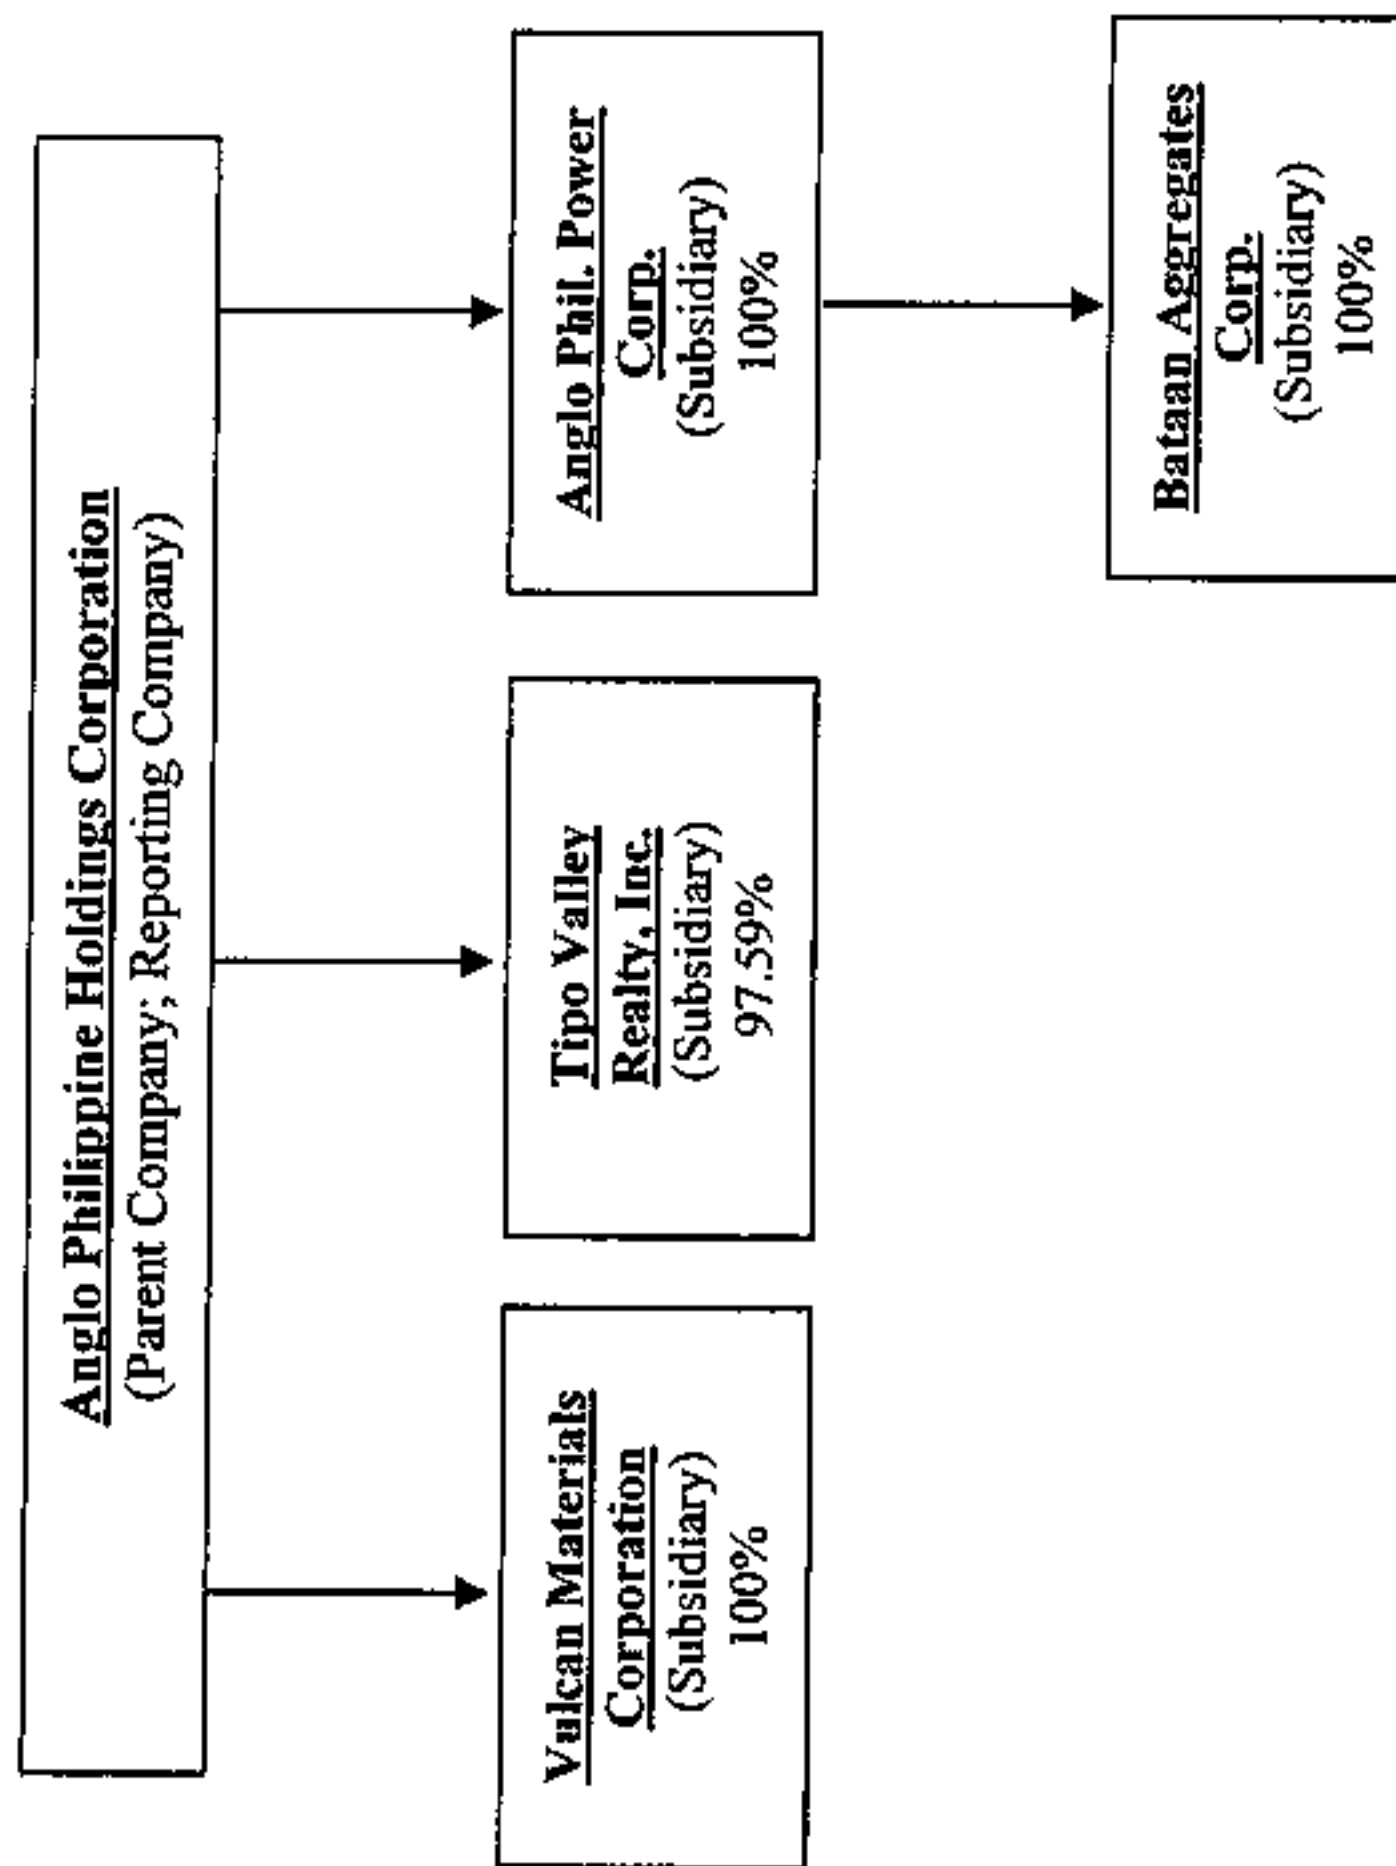 Anglo Philippine Holdings Corporation
(Parent Company; Reporting Company)
Vulcan Materials
Corporation
(Subsidiary)
100%
Tipo Valley
Realty, Inc.
(Subsidiary)
97.59%
Anglo Phil. Power
Corp.
(Subsidiary)
100%
Bataan Aggregates
Corp.
(Subsidiary)
100%